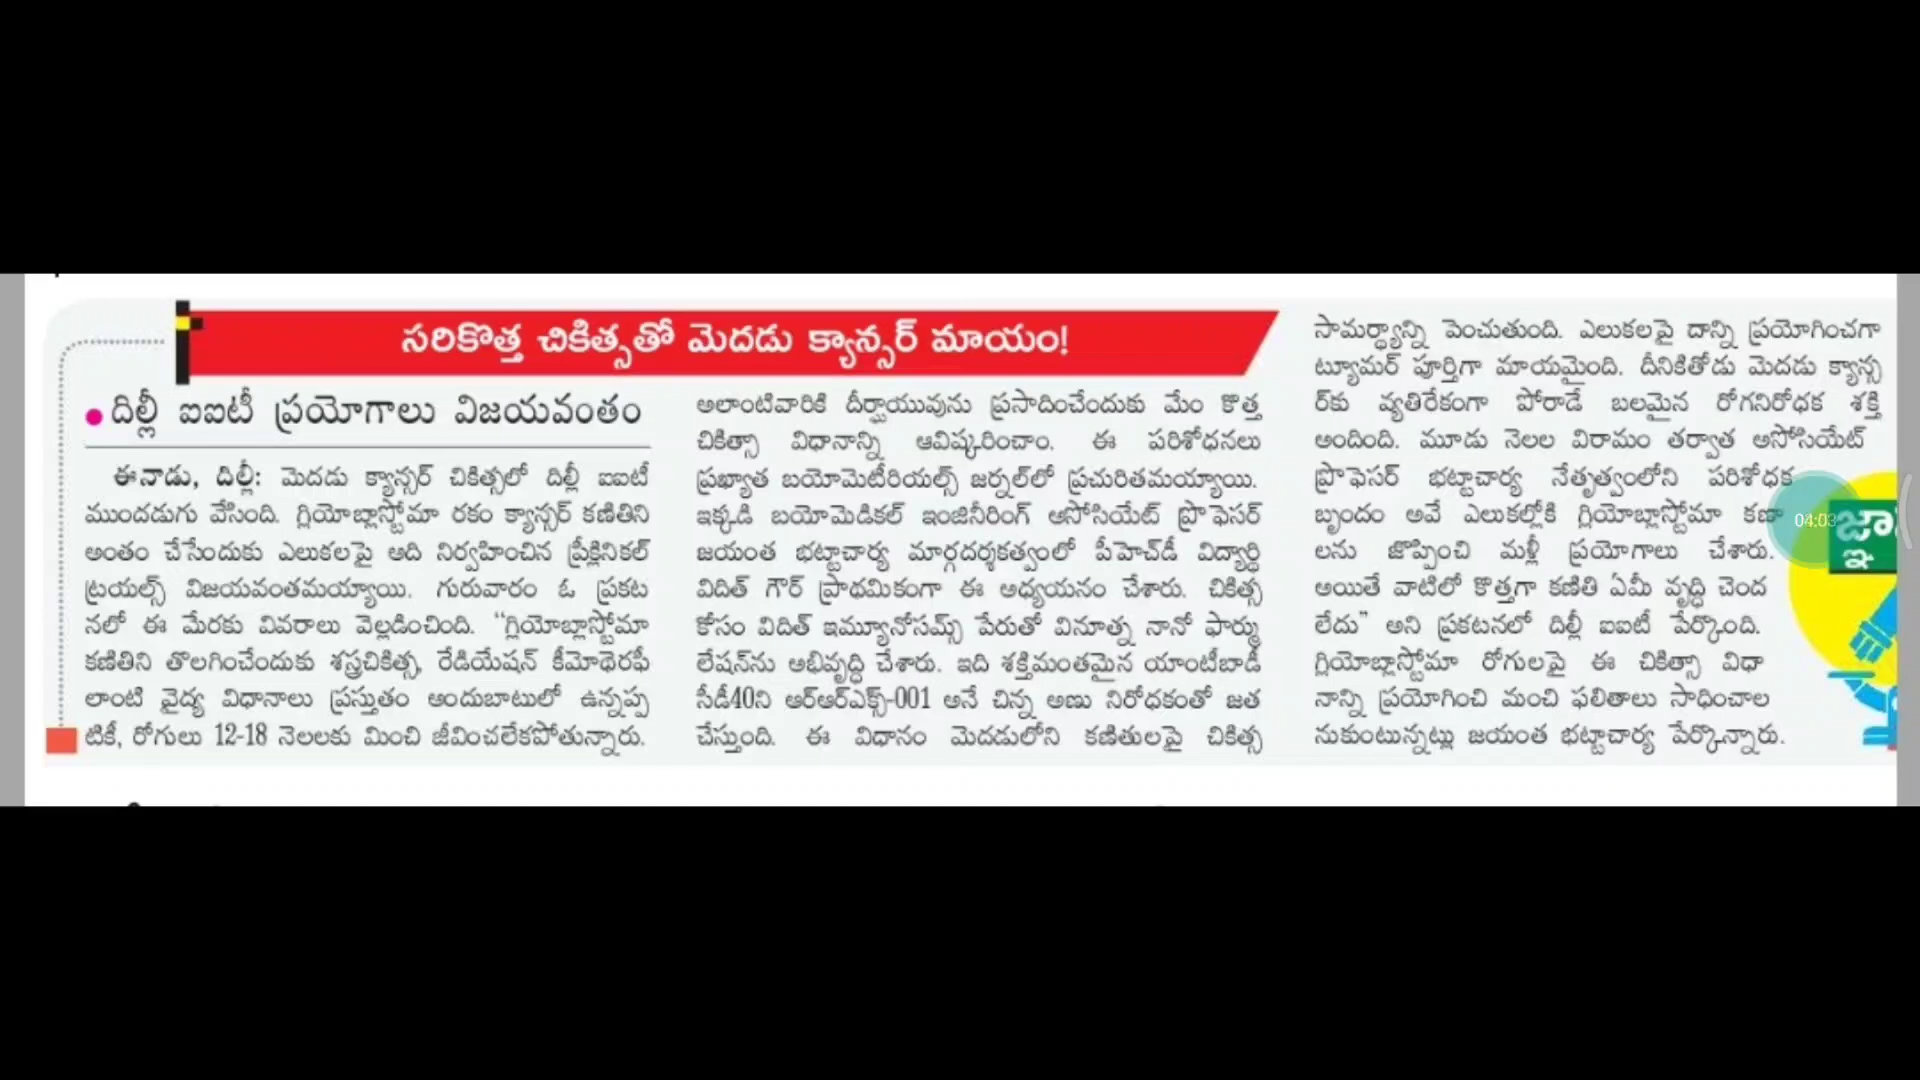 సరికొత్త చికిత్సతో మెదడు క్యాన్సర్ మాయం!
● దిల్లీ ఐఐటీ ప్రయోగాలు విజయవంతం
ఈనాడు, దిల్లీ: మెదడు క్యాన్సర్ చికిత్సలో దిల్లీ ఐఐటీ
ముందడుగు వేసింది. గ్లియోబ్లాస్టోమా రకం క్యాన్సర్ కణితిని
అంతం చేసేందుకు ఎలుకలపై అది నిర్వహించిన ప్రీక్లినికల్
ట్రయల్స్ విజయవంతమయ్యాయి. గురువారం ఓ ప్రకట
నలో ఈ మేరకు వివరాలు వెల్లడించింది. “గ్లియోబ్లాస్టోమా
కణితిని తొలగించేందుకు శస్త్రచికిత్స, రేడియేషన్ కీమోథెరఫీ
లాంటి వైద్య విధానాలు ప్రస్తుతం అందుబాటులో ఉన్నప్ప
టికీ, రోగులు 12-18 నెలలకు మించి జీవించలేకపోతున్నారు.
అలాంటివారికి దీర్ఘాయువును ప్రసాదించేందుకు మేం కొత్త
చికిత్సా విధానాన్ని ఆవిష్కరించాం. ఈ పరిశోధనలు
ప్రఖ్యాత బయోమెటీరియల్స్ జర్నల్‌లో ప్రచురితమయ్యాయి.
ఇక్కడి బయోమెడికల్ ఇంజినీరింగ్ అసోసియేట్ ప్రొఫెసర్
జయంత భట్టాచార్య మార్గదర్శకత్వంలో పీహెచ్‌డీ విద్యార్థి
విదిత్ గౌర్ ప్రాథమికంగా ఈ అధ్యయనం చేశారు. చికిత్స
కోసం విదిత్ ఇమ్యూనోసమ్స్ పేరుతో వినూత్న నానో ఫార్ము
లేషన్‌ను అభివృద్ధి చేశారు. ఇది శక్తిమంతమైన యాంటీబాడీ
సీడీ40ని ఆర్ఆర్ఎక్స్-001 అనే చిన్న అణు నిరోధకంతో జత
చేస్తుంది. ఈ విధానం మెదడులోని కణితులపై చికిత్స
సామర్థ్యాన్ని పెంచుతుంది. ఎలుకలపై దాన్ని ప్రయోగించగా
ట్యూమర్ పూర్తిగా మాయమైంది. దీనికితోడు మెదడు క్యాన్స
ర్‌కు వ్యతిరేకంగా పోరాడే బలమైన రోగనిరోధక శక్తి
అందింది. మూడు నెలల విరామం తర్వాత అసోసియేట్
ప్రొఫెసర్ భట్టాచార్య నేతృత్వంలోని పరిశోధక
బృందం అవే ఎలుకల్లోకి గ్లియోబ్లాస్టోమా కణా
లను జొప్పించి మళ్లీ ప్రయోగాలు చేశారు.
అయితే వాటిలో కొత్తగా కణితి ఏమీ వృద్ధి చెంద
లేదు” అని ప్రకటనలో దిల్లీ ఐఐటీ పేర్కొంది.
గ్లియోబ్లాస్టోమా రోగులపై ఈ చికిత్సా విధా
నాన్ని ప్రయోగించి మంచి ఫలితాలు సాధించాల
నుకుంటున్నట్లు జయంత భట్టాచార్య పేర్కొన్నారు.
04:03